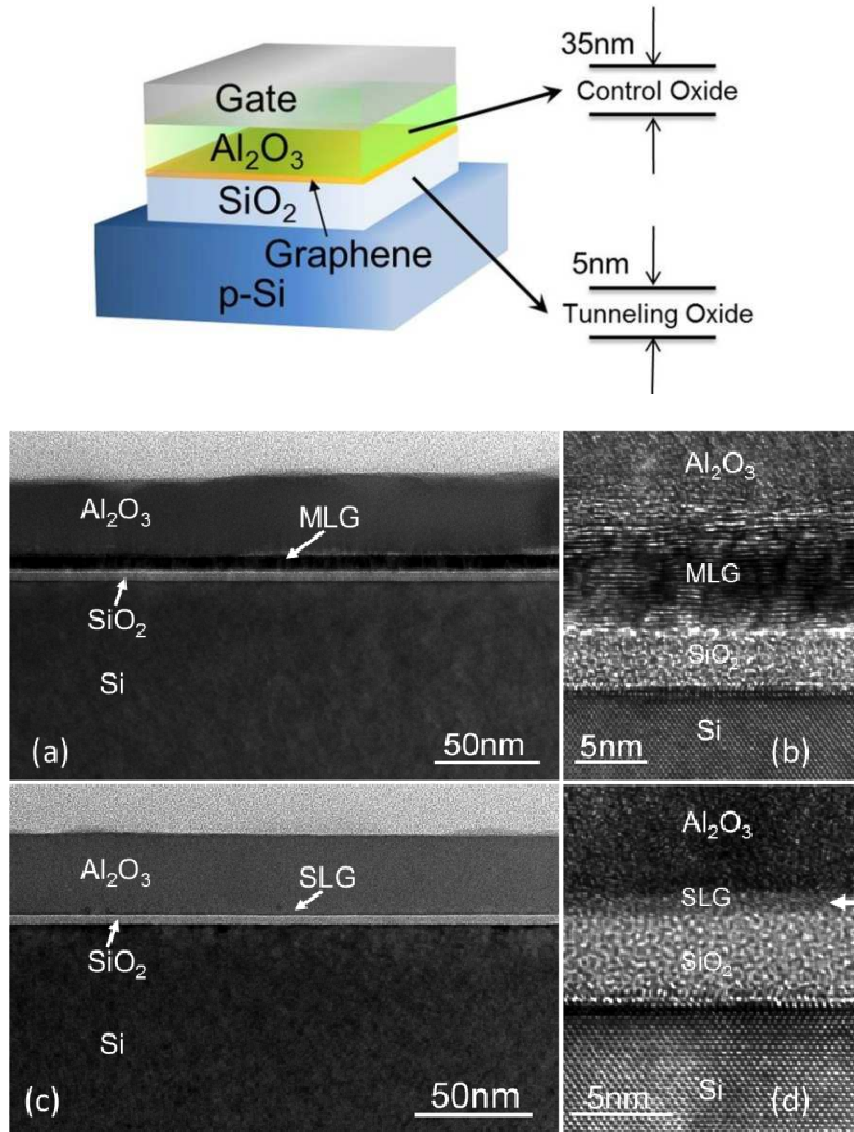 35nm
Gate
Control Oxide
Al₂O₃
SiO₂
Graphene
5nm
p-Si
Tunneling Oxide
Al₂O₃
MLG
SiO₂
Si
(a)
50nm
Al₂O₃
MLG
SiO₂
Si
5nm
(b)
Al₂O₃
SLG
SiO₂
Si
(c)
50nm
Al₂O₃
SLG
SiO₂
Si
5nm
(d)